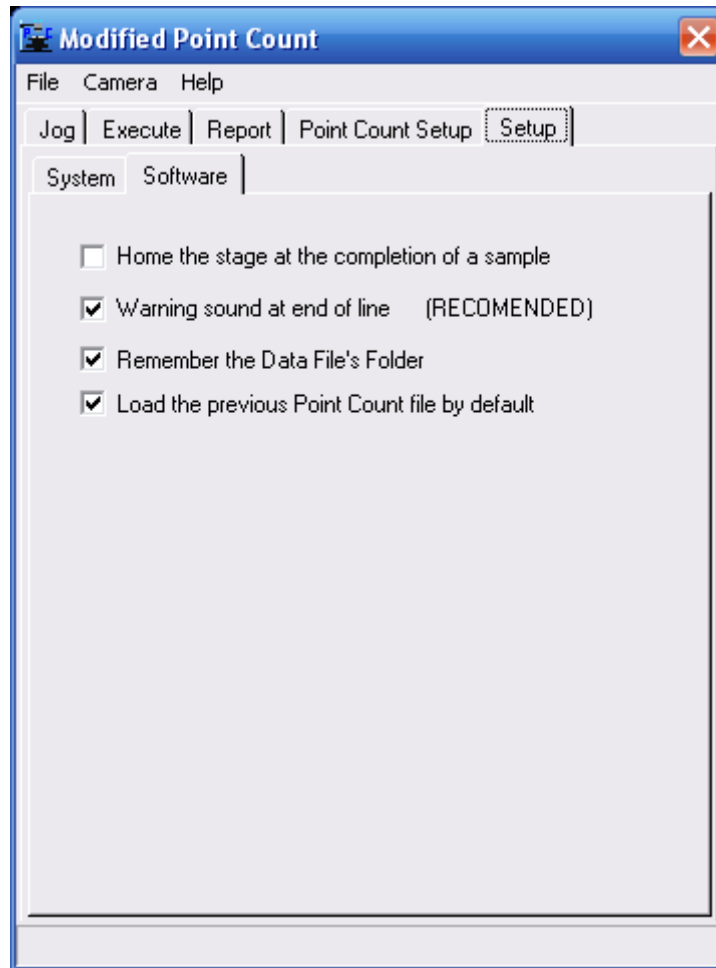 Modified Point Count
File Camera Help
Jog Execute Report Point Count Setup Setup
System Software
Home the stage at the completion of a sample
Warning sound at end of line (RECOMENDED)
Remember the Data File's Folder
Load the previous Point Count file by default